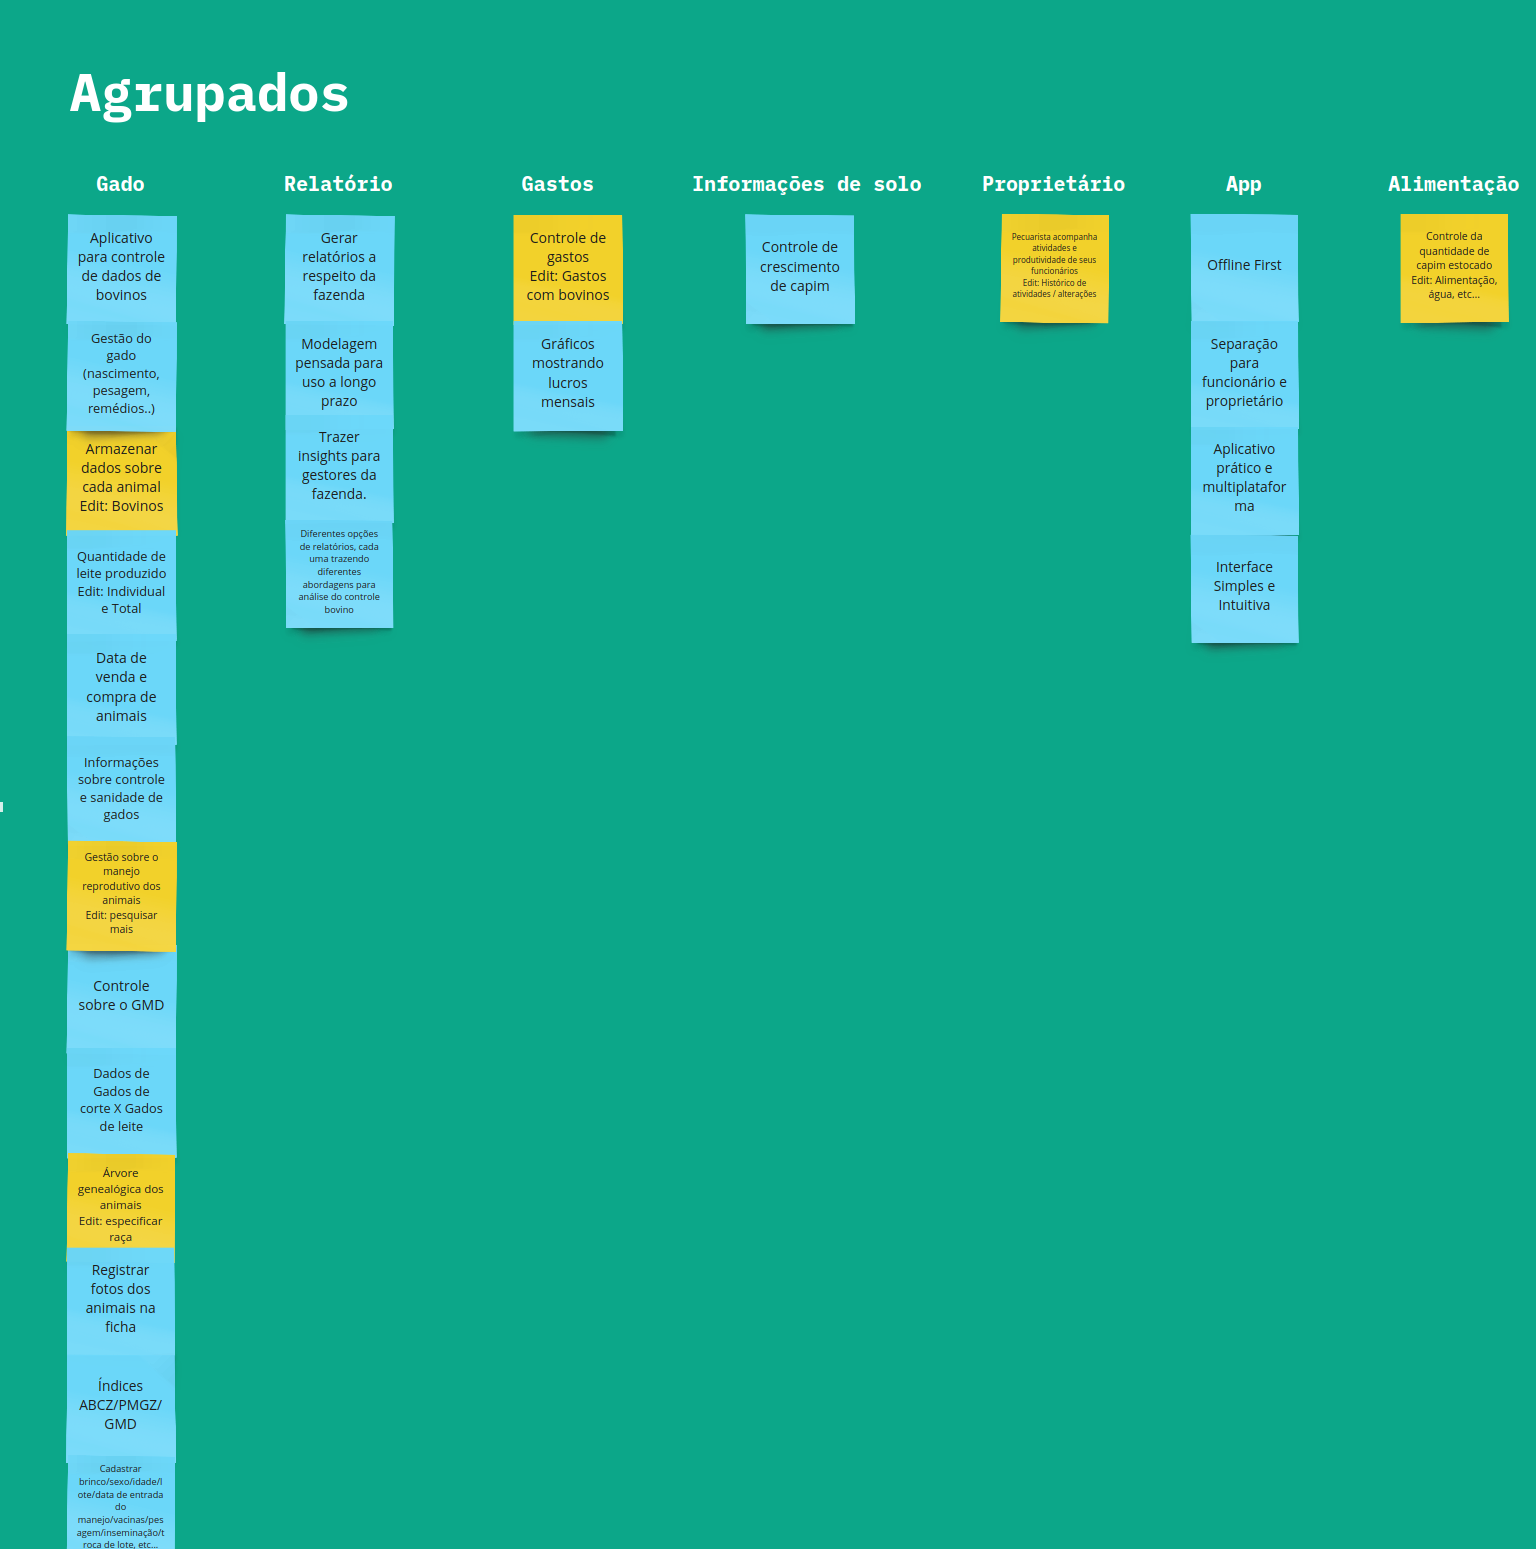 Agrupados
Gado
Aplicativo
para controle
de dados de
bovinos
Gestão do
gado
(nascimento,
pesagem,
remédios..)
Armazenar
dados sobre
cada animal
Edit: Bovinos
Quantidade de
leite produzido
Edit: Individual
e Total
Data de
venda e
compra de
animais
Informações
sobre controle
e sanidade de
gados
Gestão sobre o
manejo
reprodutivo dos
animais
Edit: pesquisar
mais
Controle
sobre o GMD
Dados de
Gados de
corte X Gados
de leite
Árvore
genealógica dos
animais
Edit: especificar
raça
Registrar
fotos dos
animais na
ficha
Índices
ABCZ/PMGZ/
GMD
Cadastrar
brinco/sexo/idade/l
ote/data de entrada
do
manejo/vacinas/pes
agem/inseminação/t
roca de lote, etc...
Relatório
Gerar
relatórios a
respeito da
fazenda
Modelagem
pensada para
uso a longo
prazo
Trazer
insights para
gestores da
fazenda.
Diferentes opções
de relatórios, cada
uma trazendo
diferentes
abordagens para
análise do controle
bovino
Gastos
Controle de
gastos
Edit: Gastos
com bovinos
Gráficos
mostrando
lucros
mensais
Informações de solo
Controle de
crescimento
de capim
Proprietário
Pecuarista acompanha
atividades e
produtividade de seus
funcionários
Edit: Histórico de
atividades / alterações
App
Offline First
Separação
para
funcionário e
proprietário
Aplicativo
prático e
multiplatafor
ma
Interface
Simples e
Intuitiva
Alimentação
Controle da
quantidade de
capim estocado
Edit: Alimentação,
água, etc...